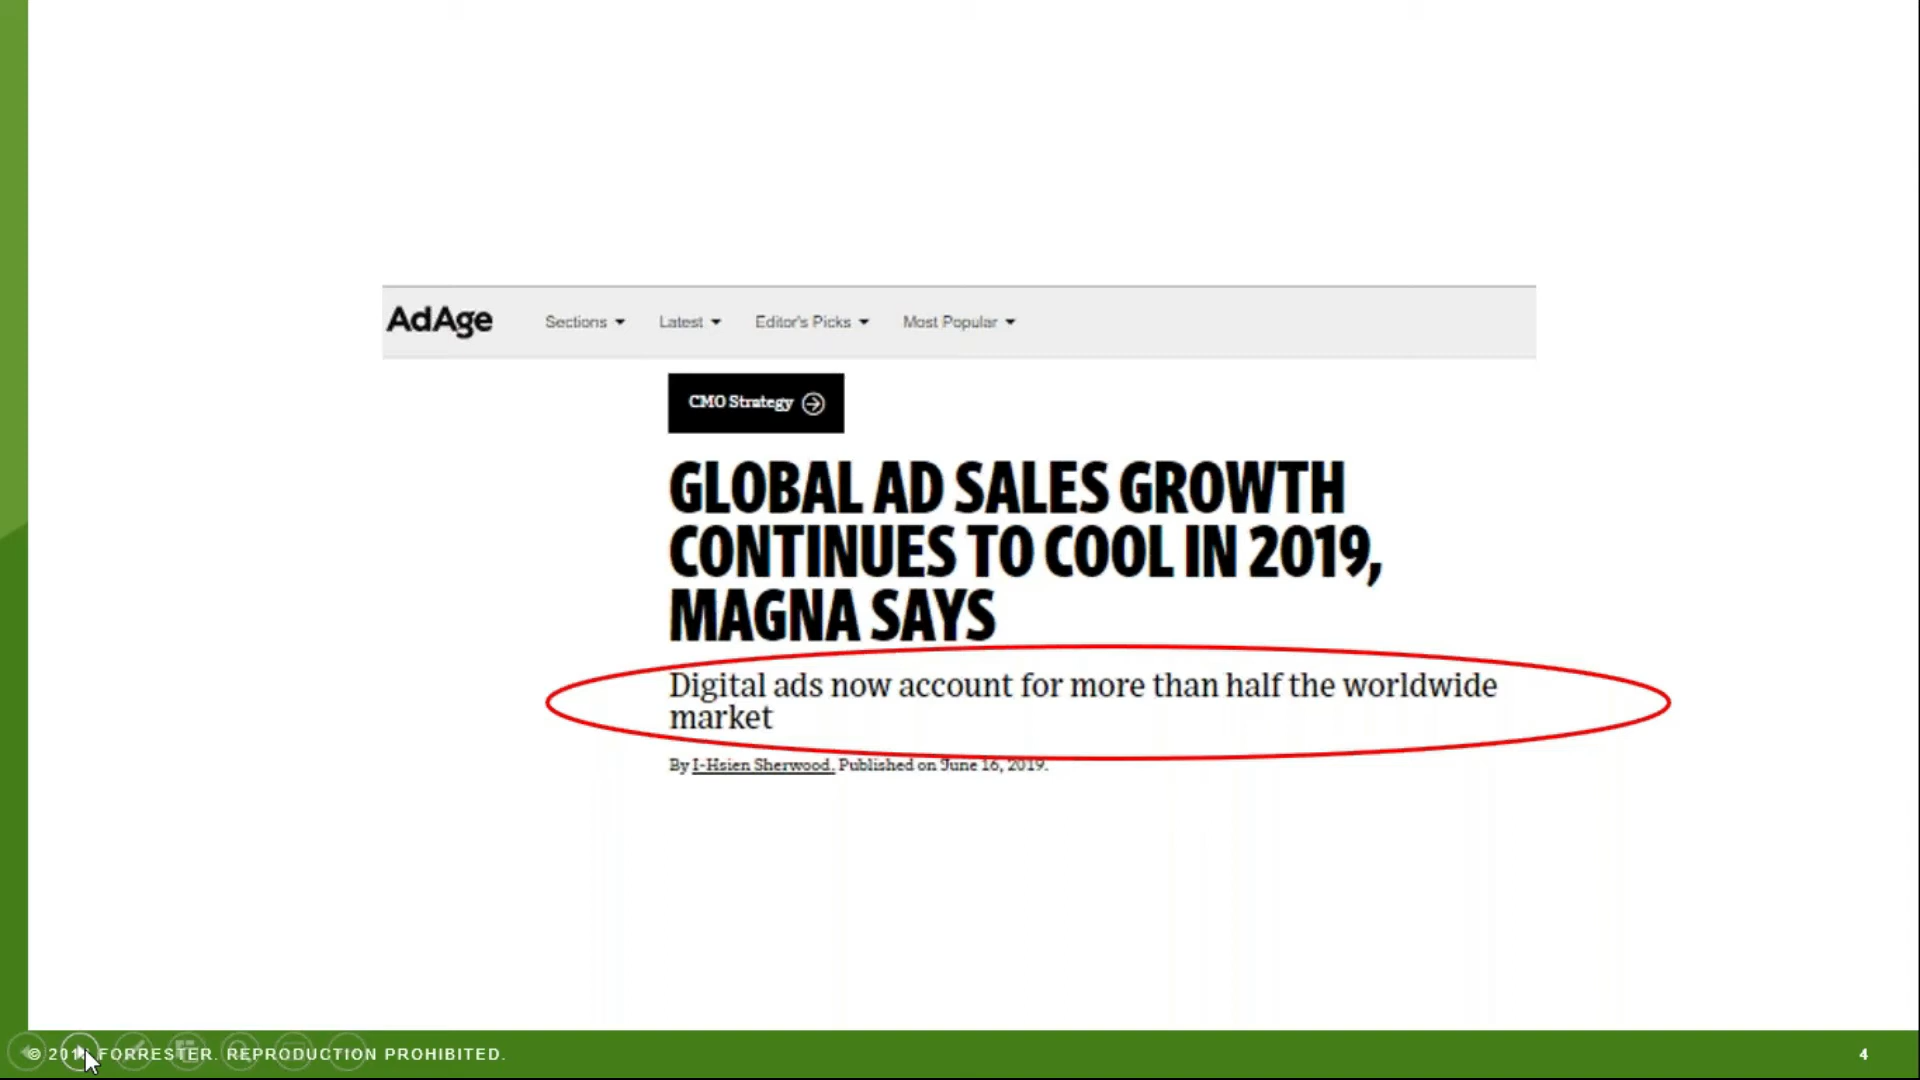 AdAge Sections Latest Editor's Picks Most Popular
CMO Strategy
GLOBAL AD SALES GROWTH
CONTINUES TO COOL IN 2019,
MAGNA SAYS
Digital ads now account for more than half the worldwide
market
By I-Hsien Sherwood. Published on June 16, 2019.
© FORRESTER. REPRODUCTION PROHIBITED. 4